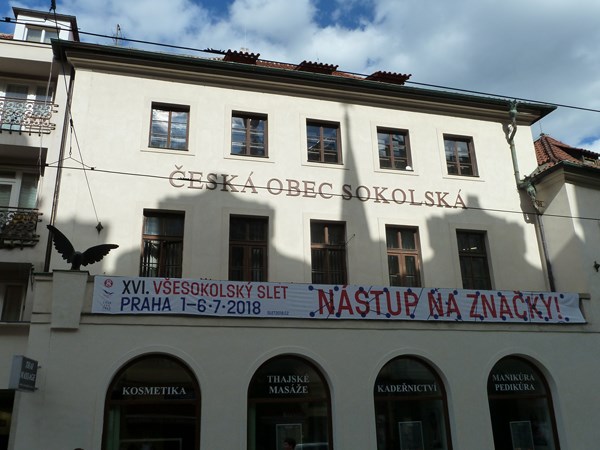 ČESKÁ OBEC SOKOLSKÁ
XVI. VŠESOKOLSKÝ SLET
PRAHA 1–6·7·2018
NÁSTUP NA ZNAČKY!
KOSMETIKA
THAJSKÉ
MASÁŽE
KADEŘNICTVÍ
MANIKÚRA
PEDIKÚRA